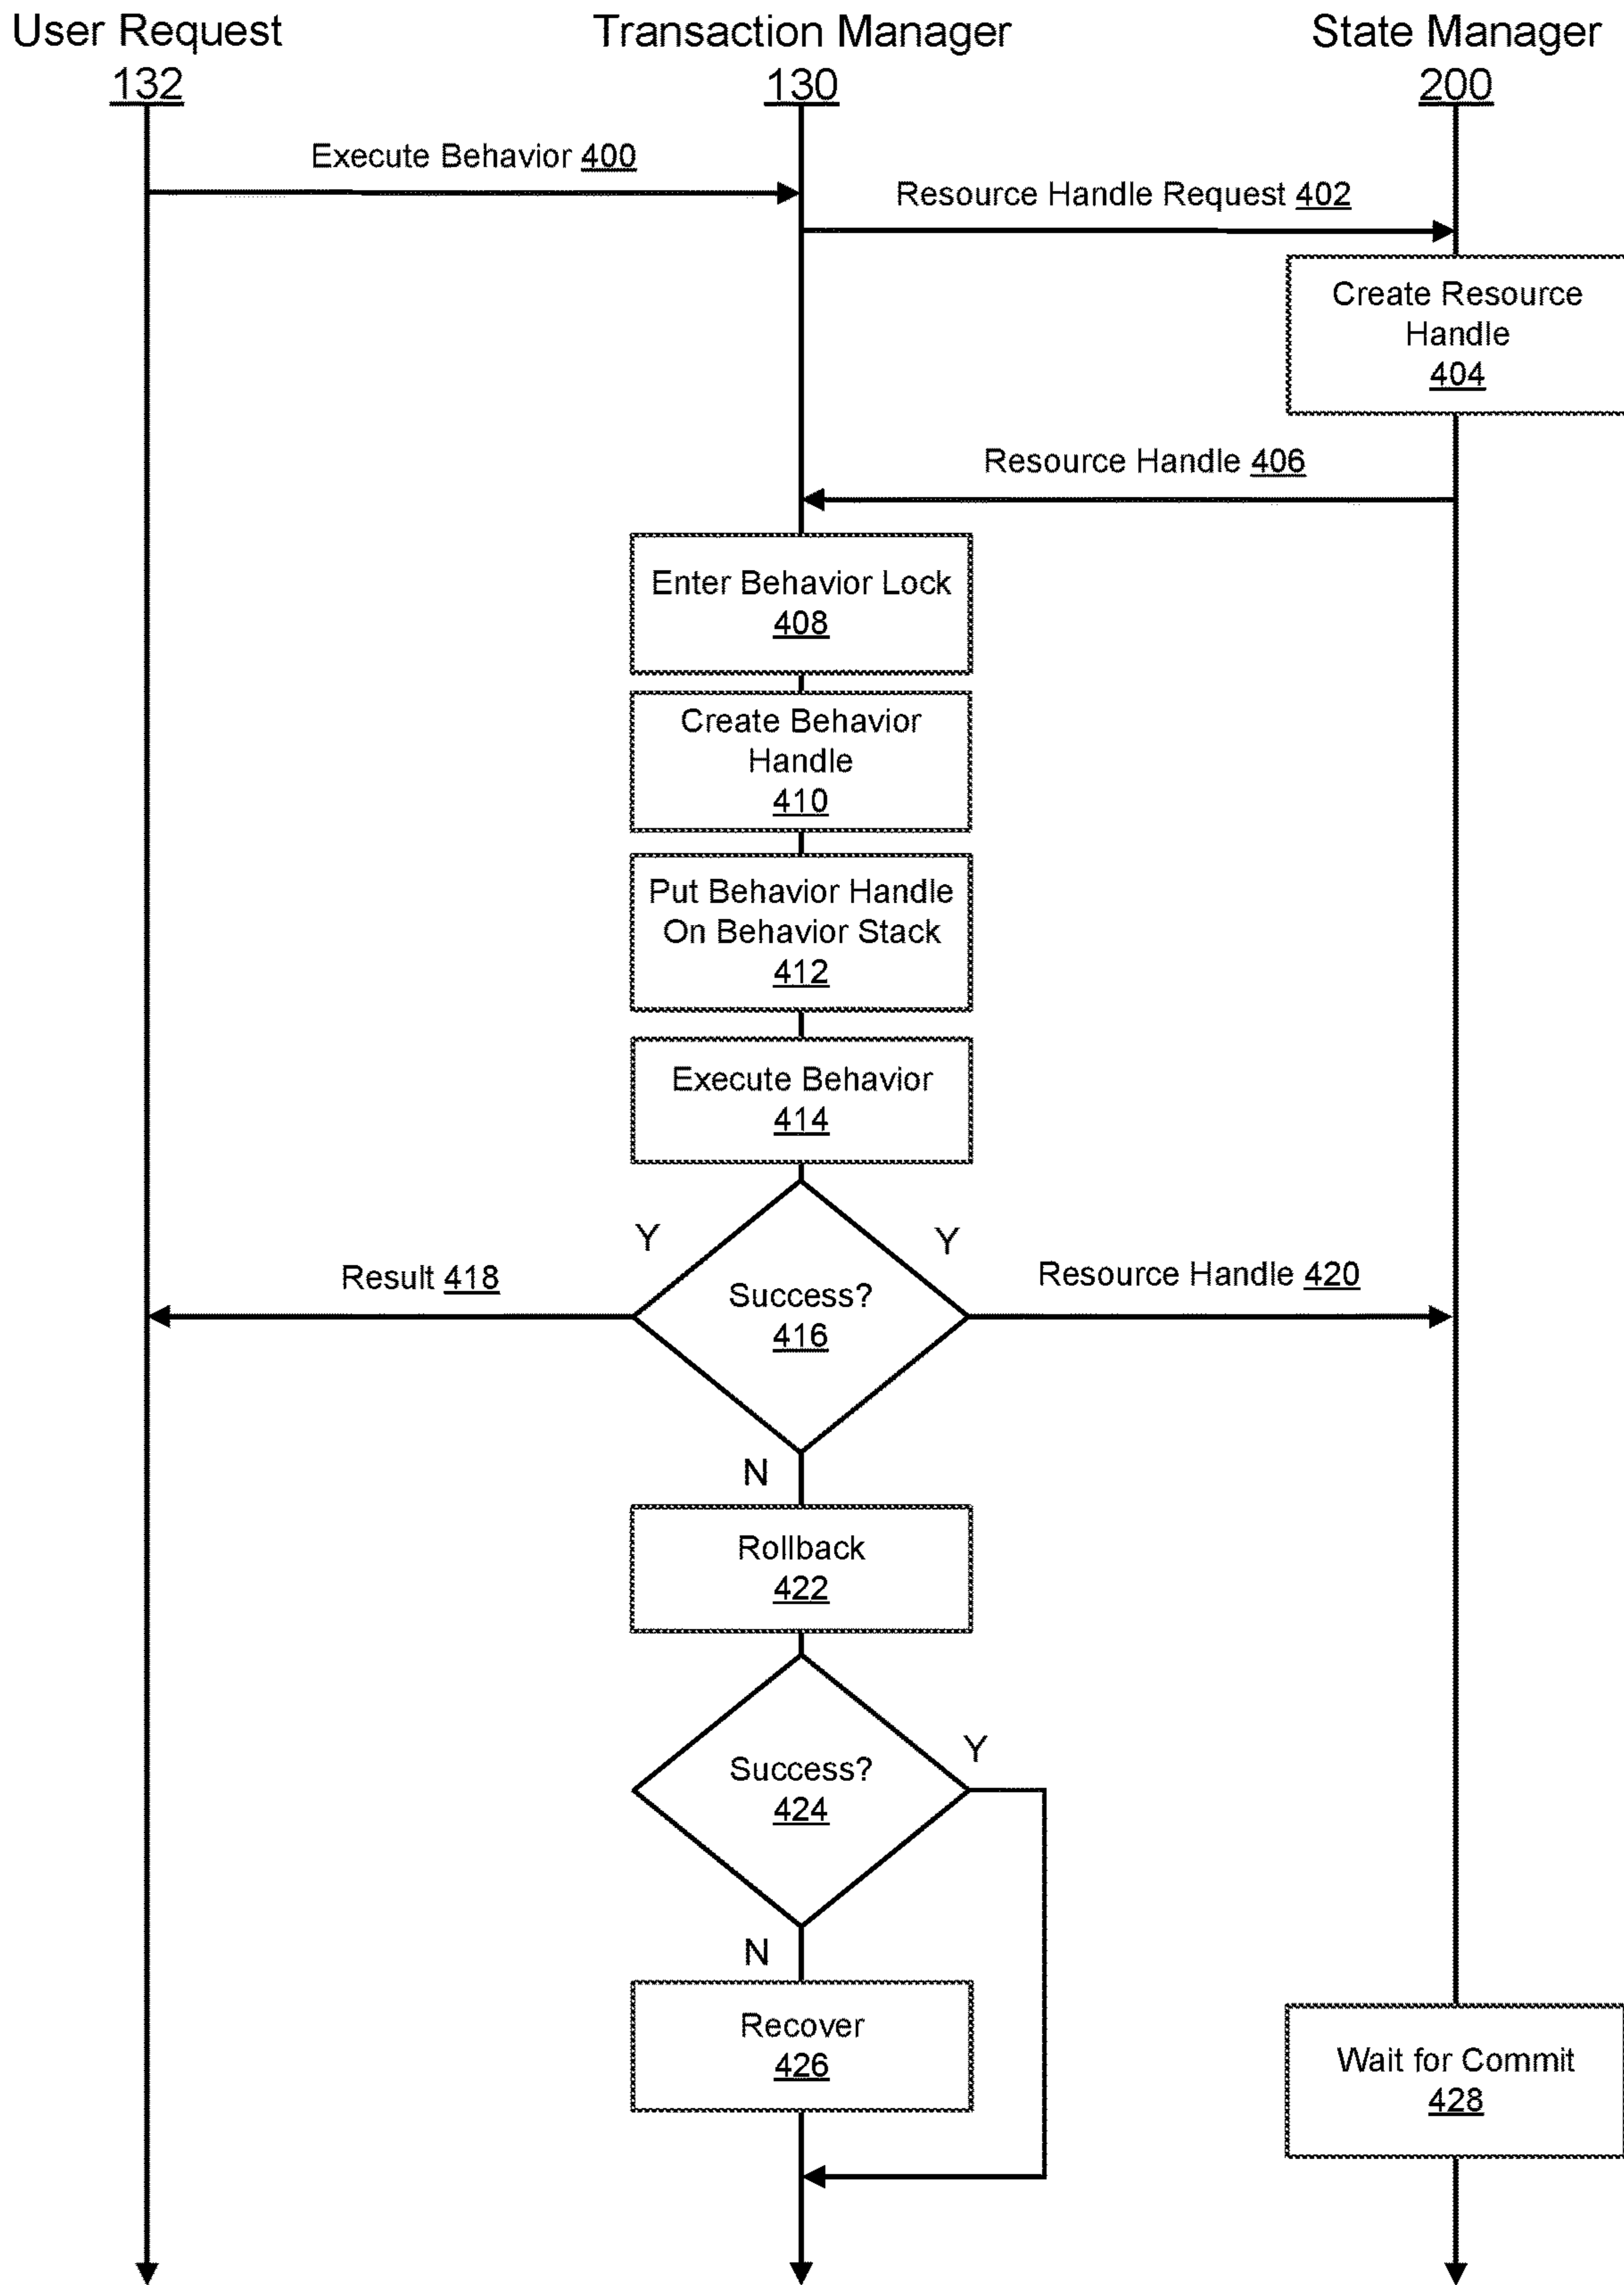 User Request
Transaction Manager
State Manager
132
130
200
Execute Behavior 400
Resource Handle Request 402
Create Resource
Handle
404
Resource Handle 406
Enter Behavior Lock
408
Create Behavior
Handle
410
Put Behavior Handle
On Behavior Stack
412
Execute Behavior
414
Y
Y
Result 418
Success?
416
Resource Handle 420
N
Rollback
422
Y
Success?
424
N
Recover
426
Wait for Commit
428